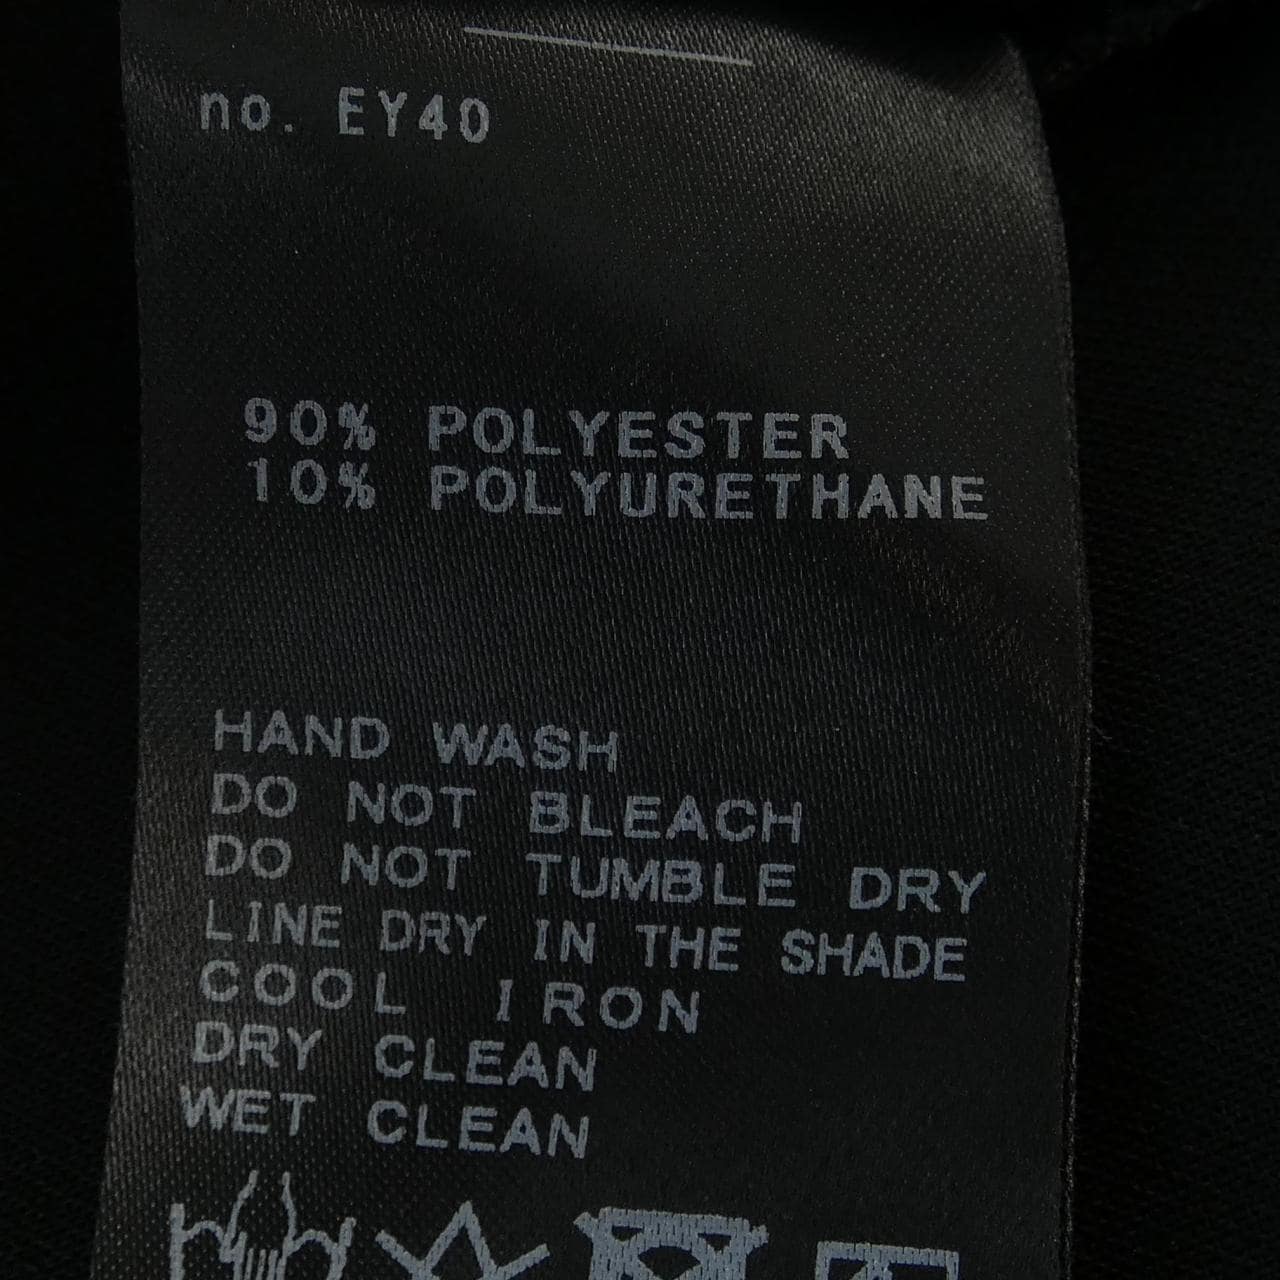 no. EY40
90% POLYESTER
10% POLYURETHANE
HAND WASH
DO NOT BLEACH
DO NOT TUMBLE DRY
LINE DRY IN THE SHADE
COOL IRON
DRY CLEAN
WET CLEAN